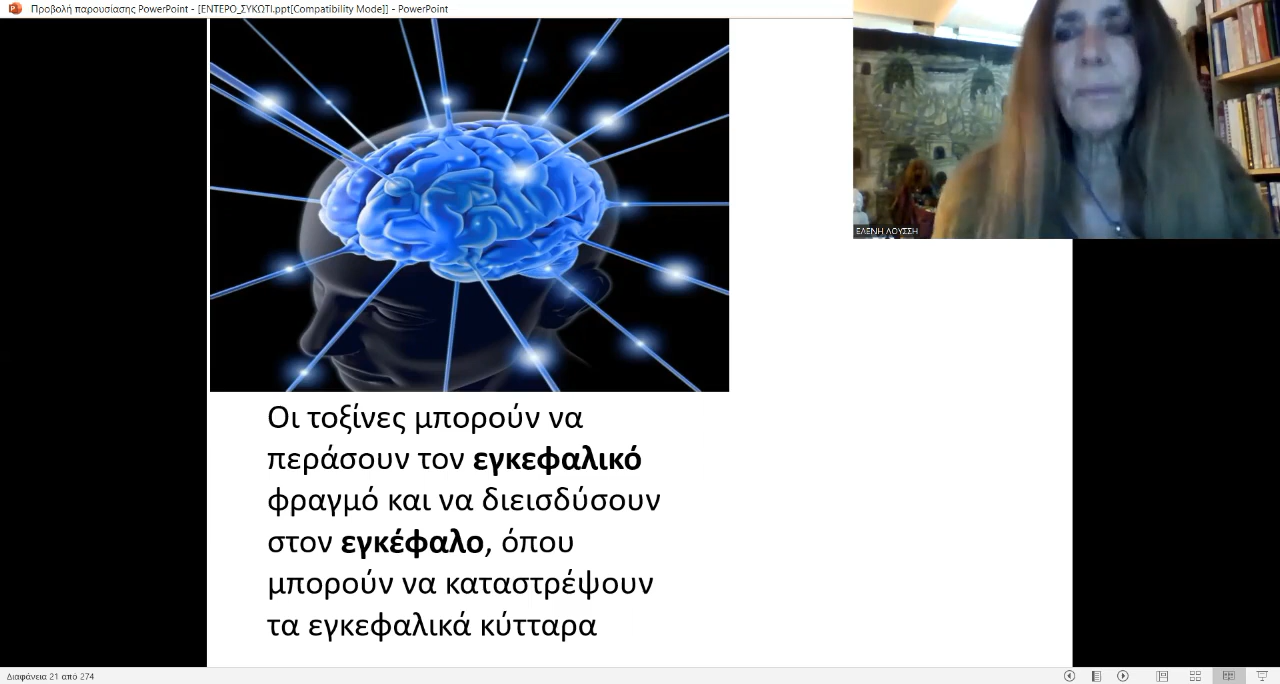 Προβολή παρουσίασης PowerPoint - [ΕΝΤΕΡΟ_ΣΥΚΩΤΙ.ppt[Compatibility Mode]] - PowerPoint
ΕΛΕΝΗ ΛΟΥΣΣΗ
Οι τοξίνες μπορούν να
περάσουν τον εγκεφαλικό
φραγμό και να διεισδύσουν
στον εγκέφαλο, όπου
μπορούν να καταστρέψουν
τα εγκεφαλικά κύτταρα
Διαφάνεια 21 από 274